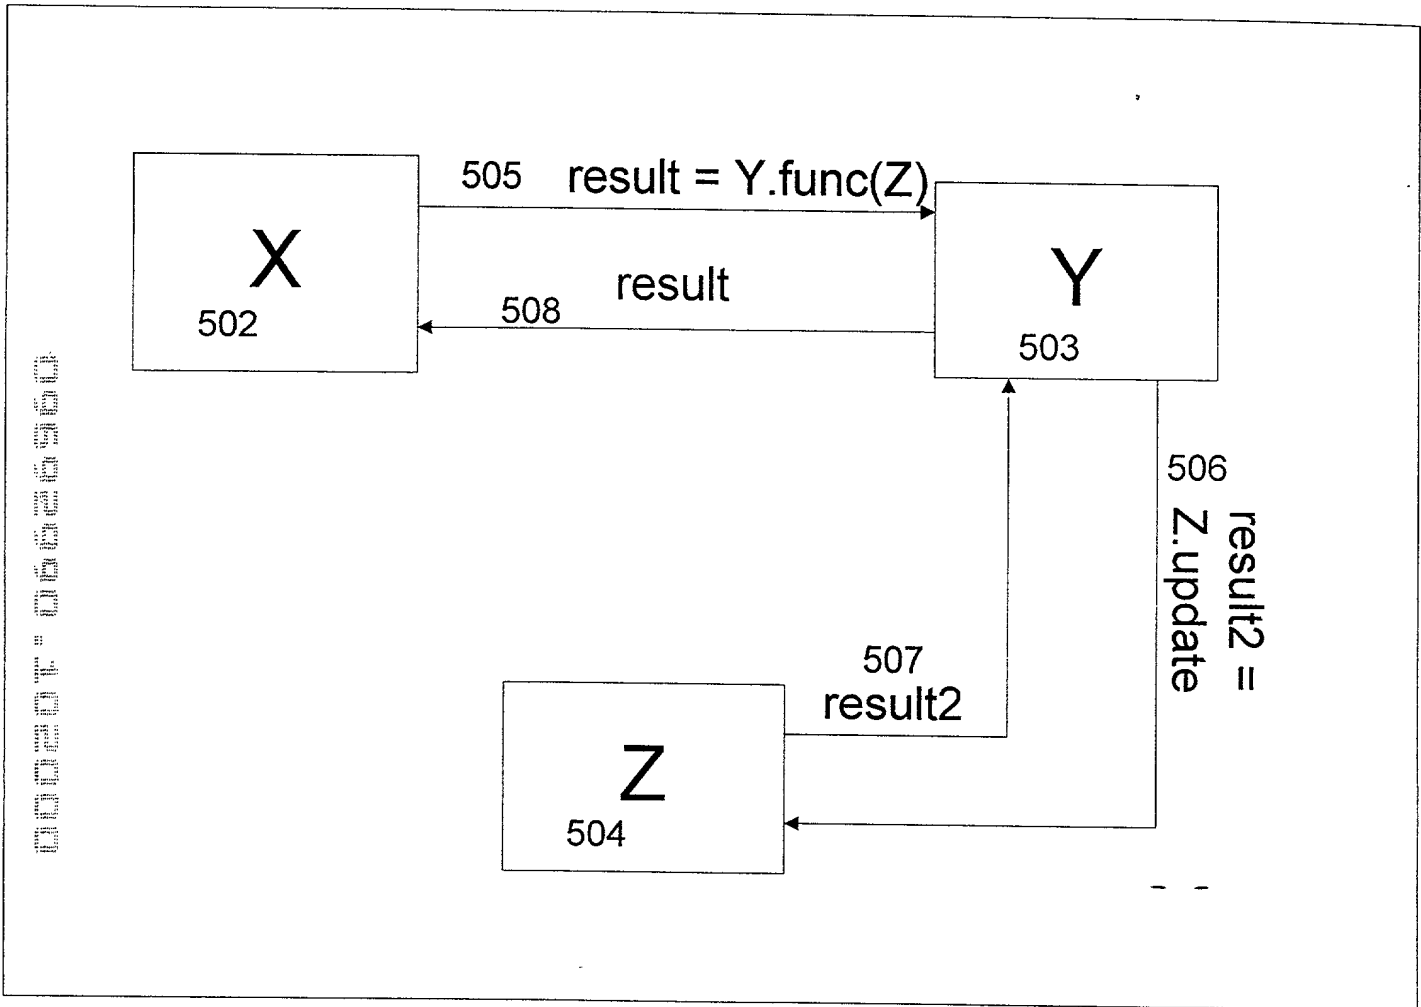 505 result = Y.func(Z)
X
502
Y
503
508 result
506
result2 =
Z.update
507
result2
Z
504